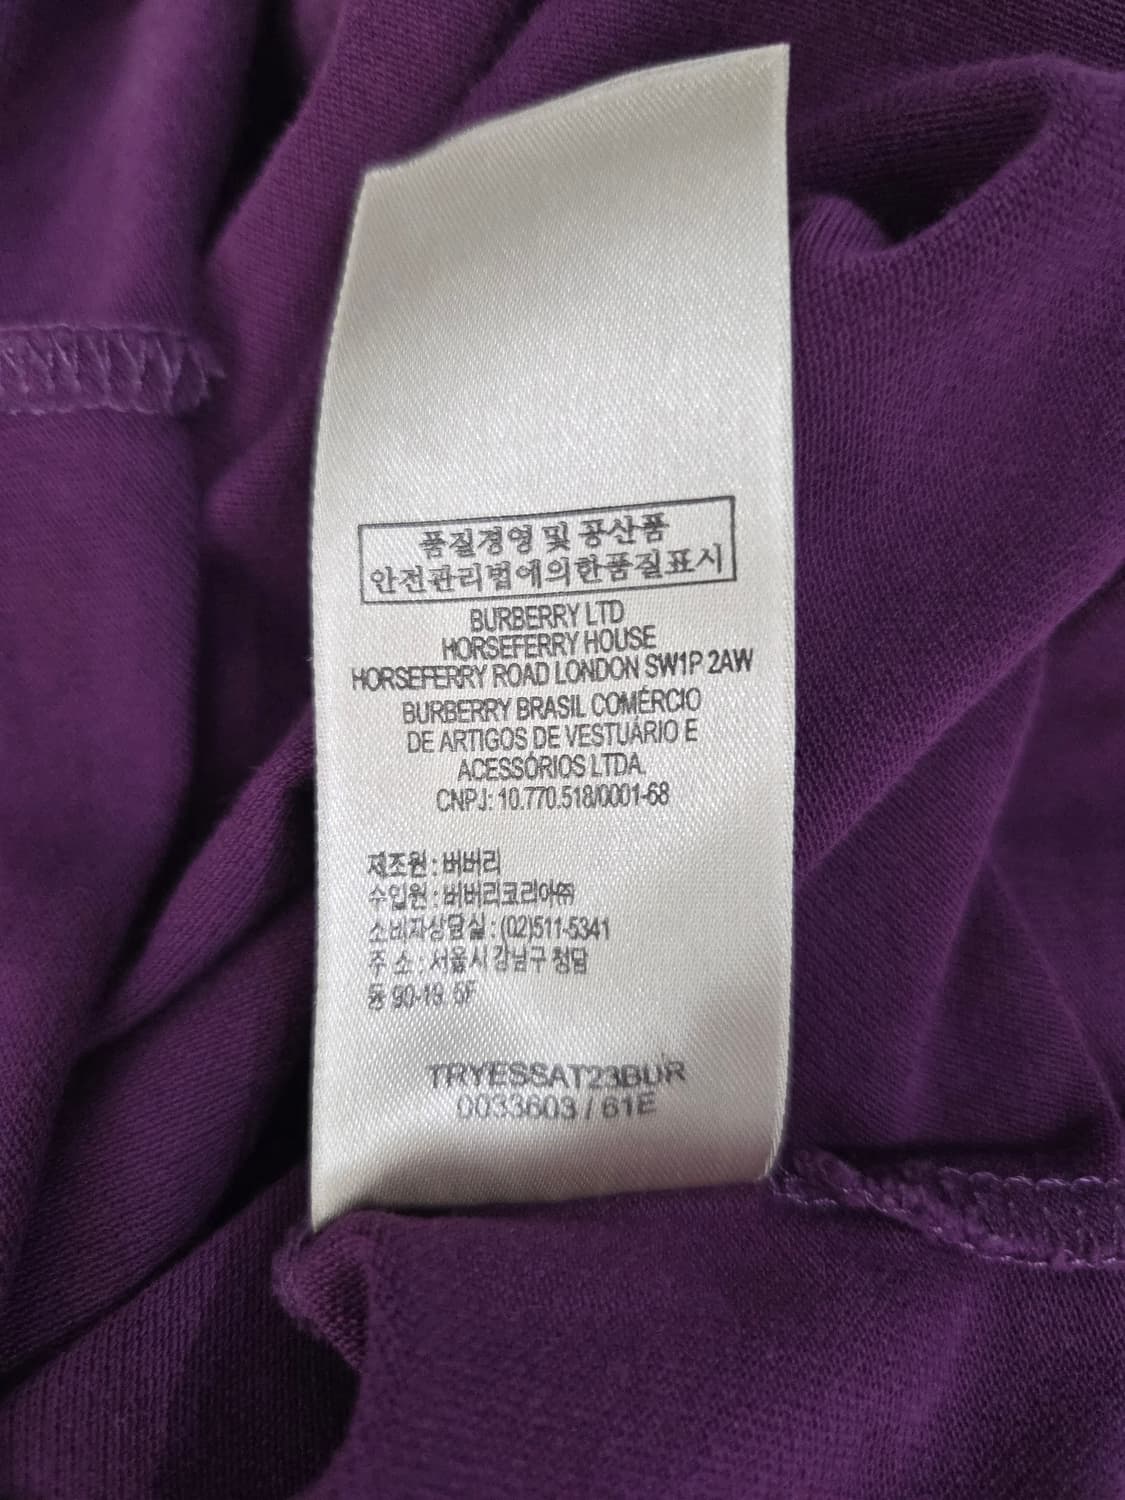 품질경영 및 공산품
안전관리법에의한품질표시
BURBERRY LTD
HORSEFERRY HOUSE
HORSEFERRY ROAD LONDON SW1P 2AW
BURBERRY BRASIL COMÉRCIO
DE ARTIGOS DE VESTUÁRIO E
ACESSÓRIOS LTDA.
CNPJ: 10.770.518/0001-68
제조원 : 버버리
수입원 : 버버리코리아㈜
소비자상담실 : (02)511-5341
주 소 : 서울시 강남구 청담
동 90-19. 5F
TRYESSAT23BUR
0033603 / 61E